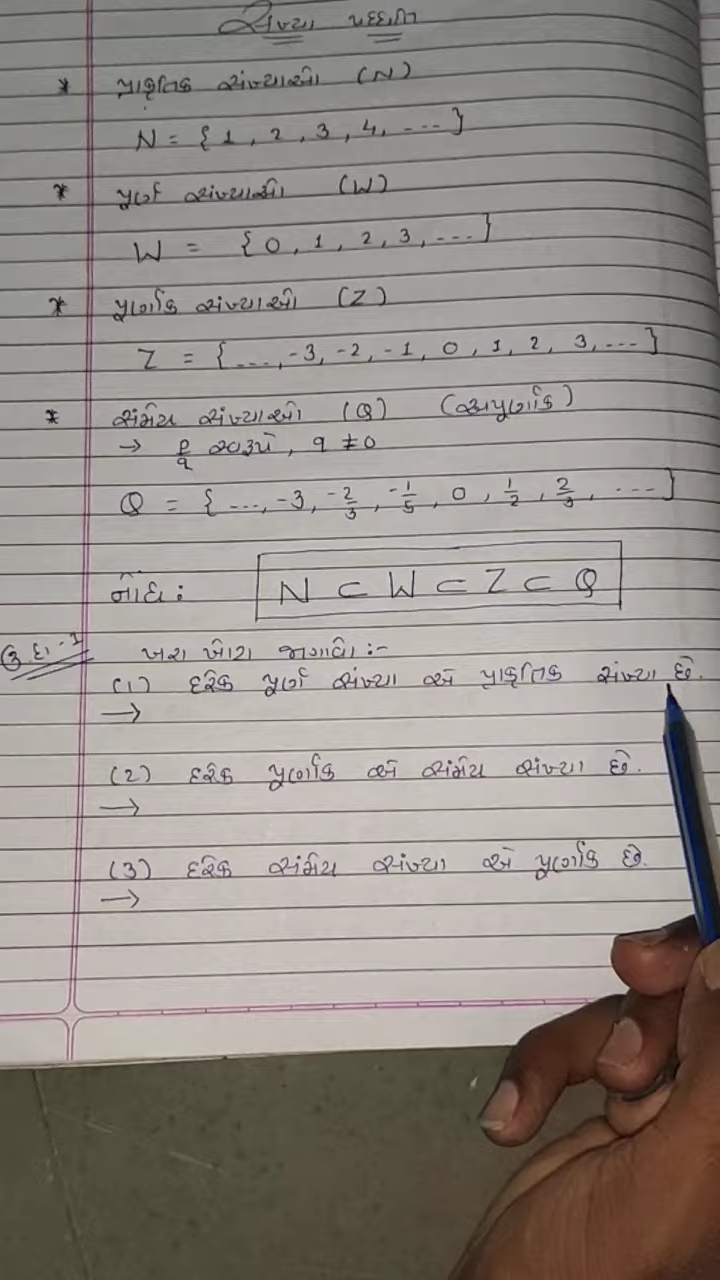 સંખ્યા પદ્ધતિ
* પ્રાકૃતિક સંખ્યાઓ (N)
N = {1, 2, 3, 4, ---}
* પુર્ણ સંખ્યાઓ (W)
W = {0, 1, 2, 3, ---}
* પુર્ણાંક સંખ્યાઓ (Z)
Z = {---, -3, -2, -1, 0, 1, 2, 3, ---}
* સંમેય સંખ્યાઓ (Q) (અપુર્ણાંક)
→ p/q સ્વરૂપે, q ≠ 0
Q = {---, -3, -2/3, -1/5, 0, 1/2, 2/3, ---}
નોંધ: N ⊂ W ⊂ Z ⊂ Q
ઉદા.-1 ખરા ખોટા જણાવો :-
(1) દરેક પુર્ણ સંખ્યા એ પ્રાકૃતિક સંખ્યા છે.
→
(2) દરેક પુર્ણાંક એ સંમેય સંખ્યા છે.
→
(3) દરેક સંમેય સંખ્યા એ પુર્ણાંક છે.
→